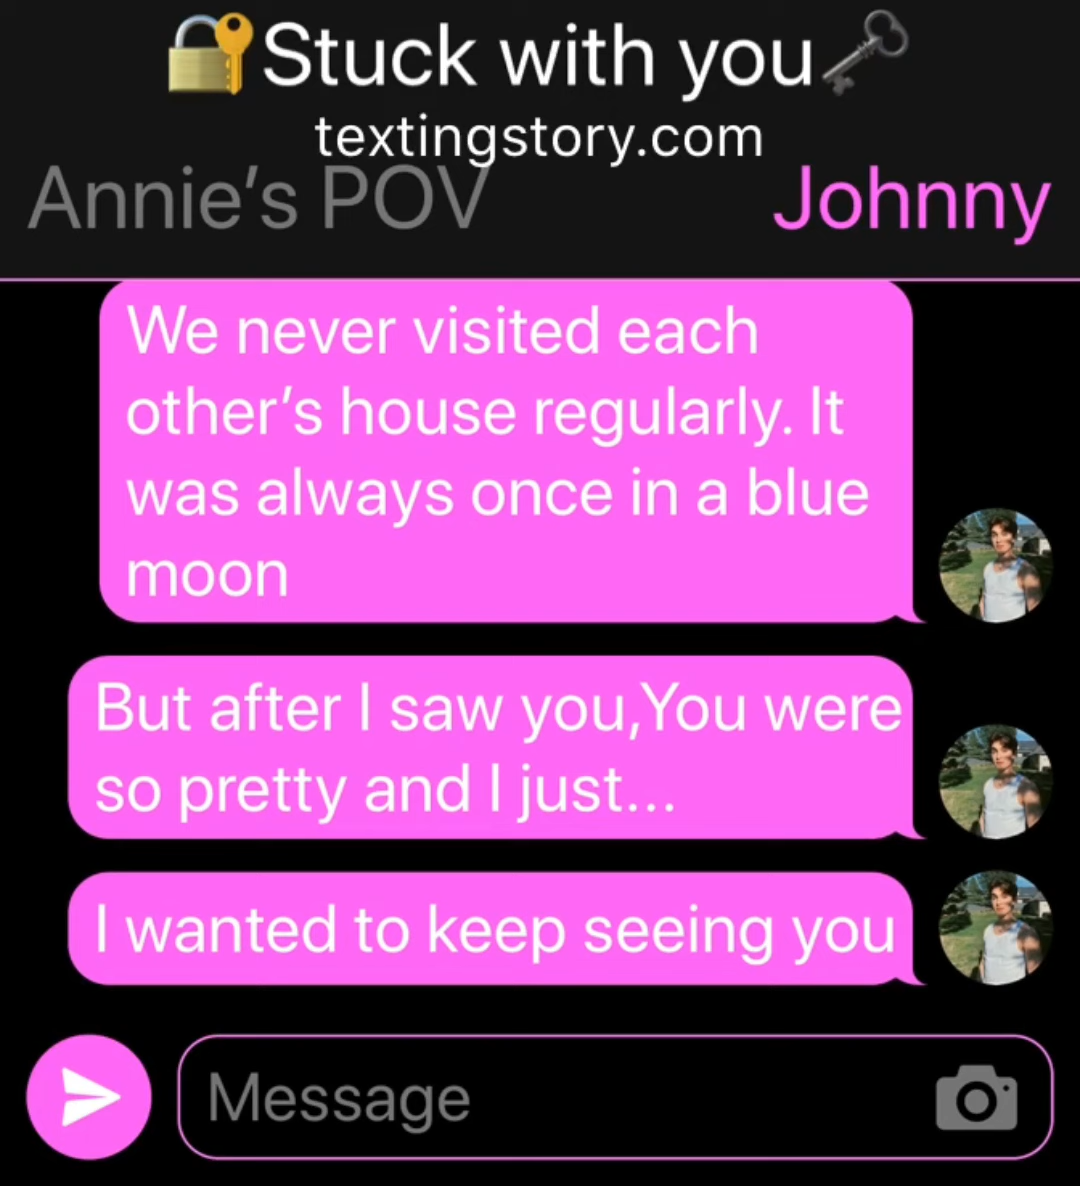 🔐Stuck with you🗝
textingstory.com
Annie’s POV
Johnny
We never visited each
other’s house regularly. It
was always once in a blue
moon
But after I saw you,You were
so pretty and I just...
I wanted to keep seeing you
Message